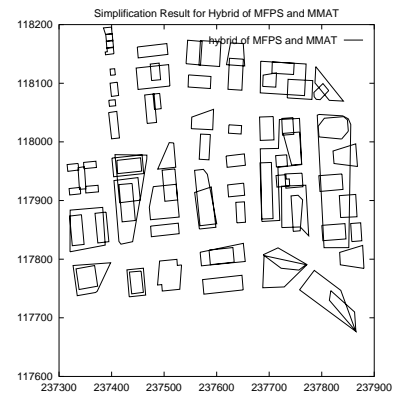 Simplification Result for Hybrid of MFPS and MMAT
118200
hybrid of MFPS and MMAT
118100
118000
117900
117800
117700
117600
237300 237400 237500 237600 237700 237800 237900